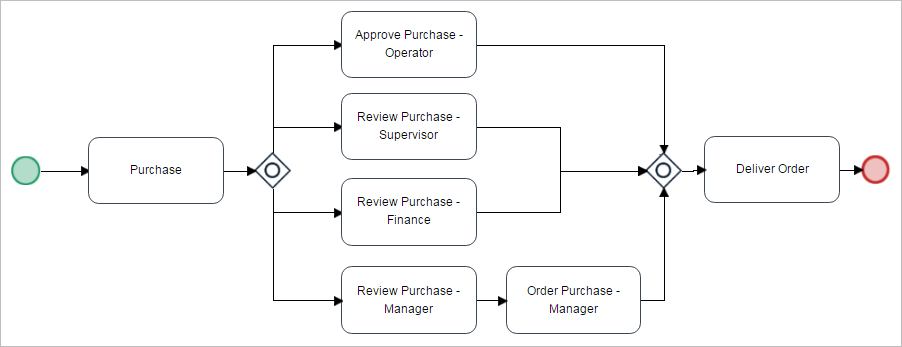 Approve Purchase -
Operator
Review Purchase -
Supervisor
Purchase
Deliver Order
Review Purchase -
Finance
Review Purchase -
Manager
Order Purchase -
Manager